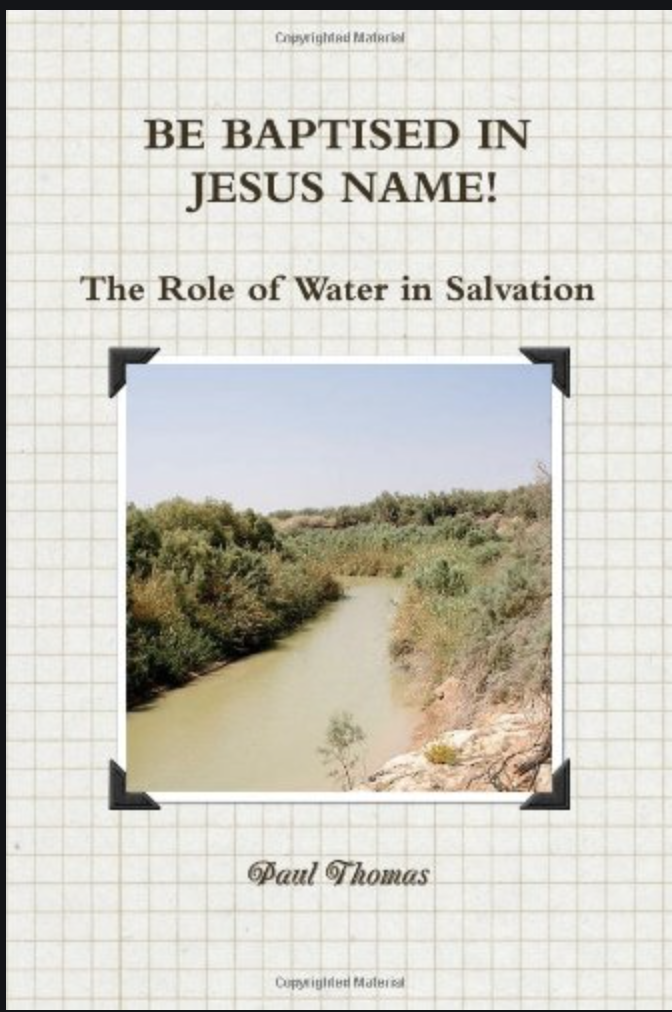 Copyrighted Material
BE BAPTISED IN
JESUS NAME!
The Role of Water in Salvation
Paul Thomas
Copyrighted Material